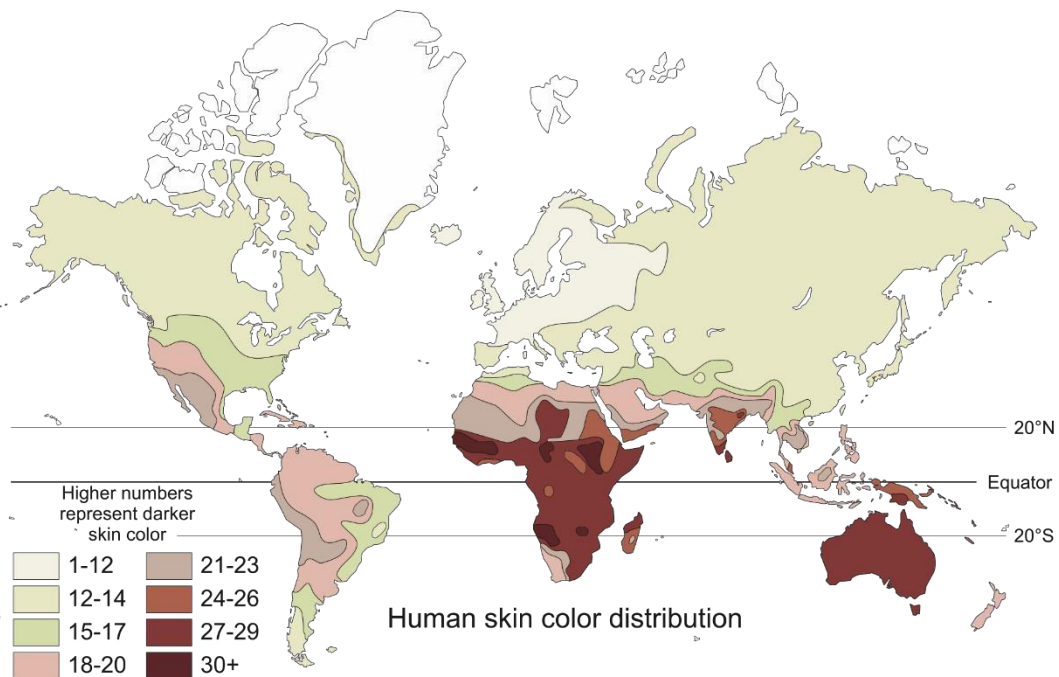 20°N
Equator
Higher numbers
represent darker
skin color
20°S
1-12
21-23
12-14
24-26
15-17
27-29
18-20
30+
Human skin color distribution